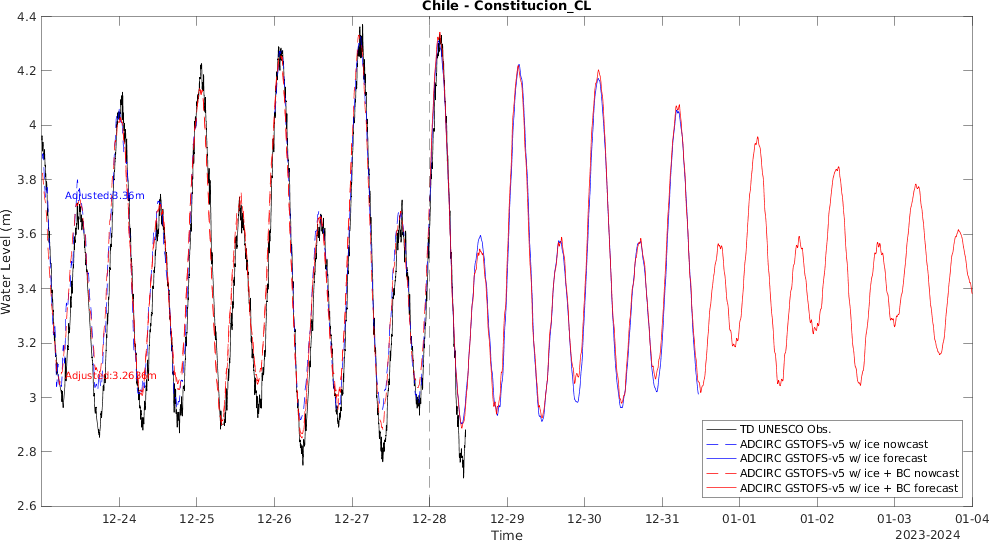 Chile - Constitucion_CL
4.4
4.2
4
3.8
3.6
3.4
3.2
3
2.8
2.6
Water Level (m)
Adjusted:3.36m
TD UNESCO Obs.
ADCIRC GSTOFS-v5 w/ ice nowcast
ADCIRC GSTOFS-v5 w/ ice forecast
ADCIRC GSTOFS-v5 w/ ice + BC nowcast
ADCIRC GSTOFS-v5 w/ ice + BC forecast
12-24 12-25 12-26 12-27 12-28 12-29 12-30 12-31 01-01 01-02 01-03 01-04
Time
2023-2024